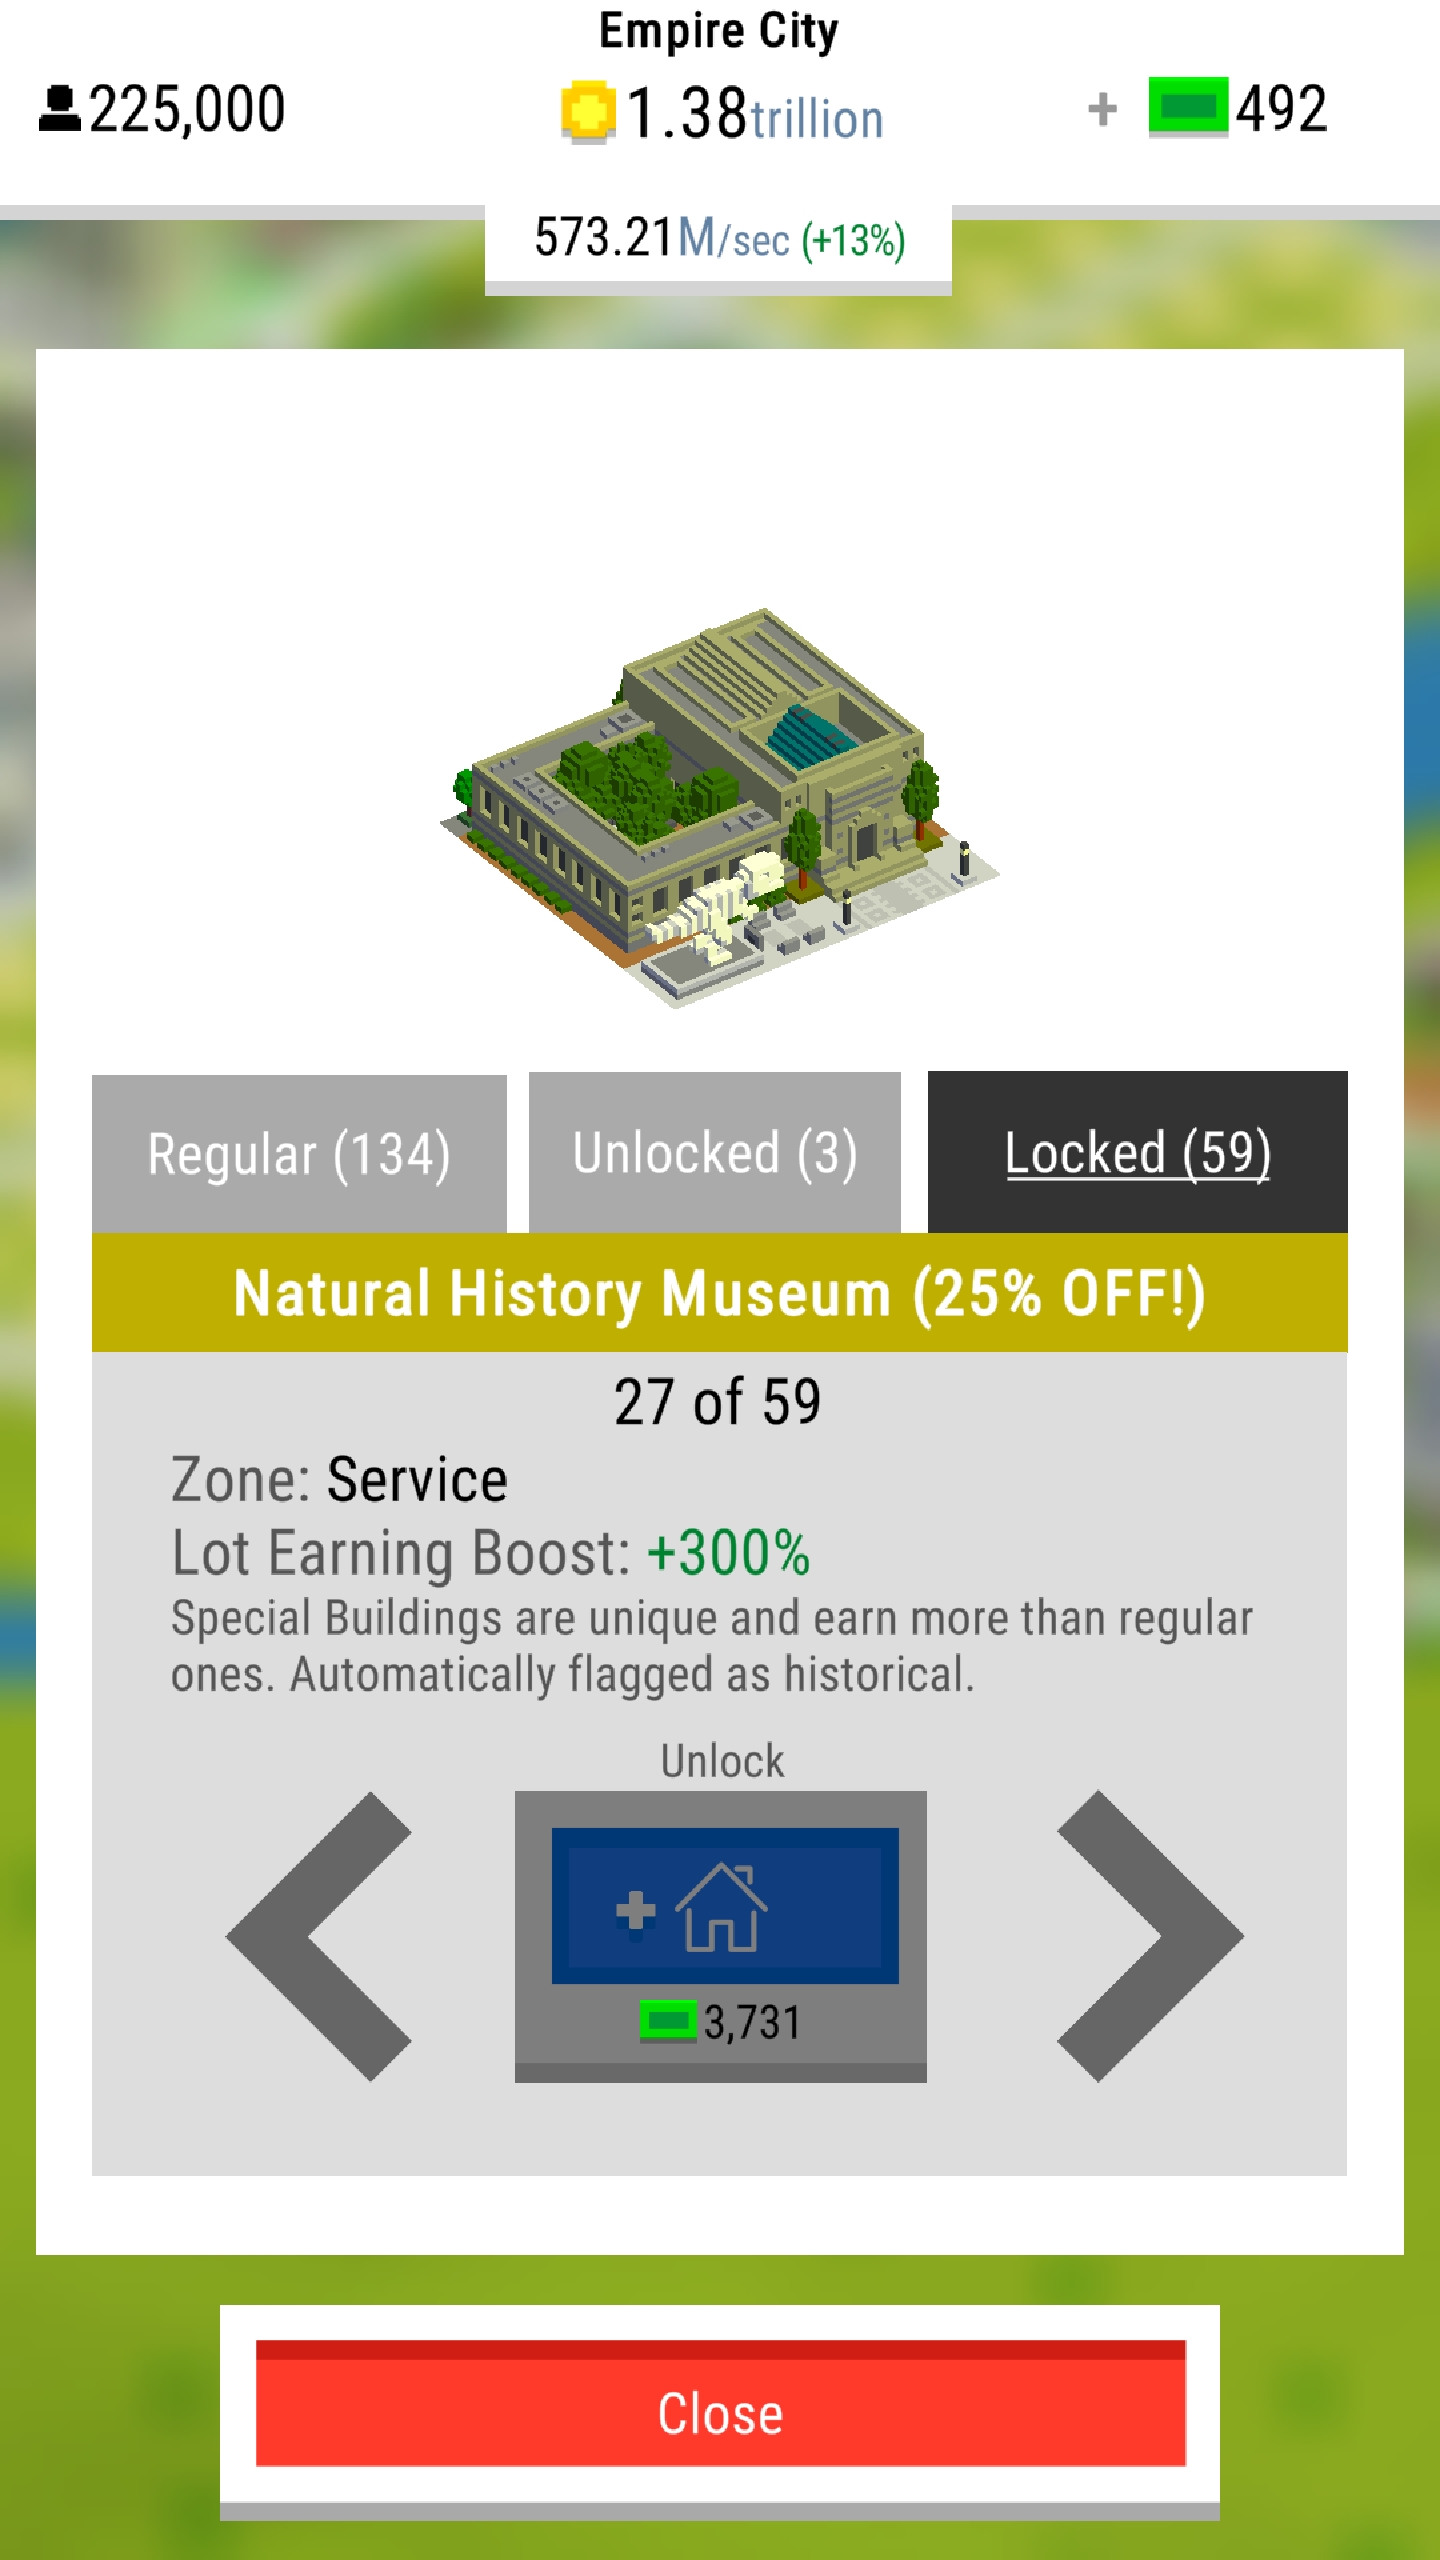 Empire City
225,000
1.38trillion
+ 492
573.21M/sec (+13%)
Regular (134)
Unlocked (3)
Locked (59)
Natural History Museum (25% OFF!)
27 of 59
Zone: Service
Lot Earning Boost: +300%
Special Buildings are unique and earn more than regular
ones. Automatically flagged as historical.
Unlock
3,731
Close